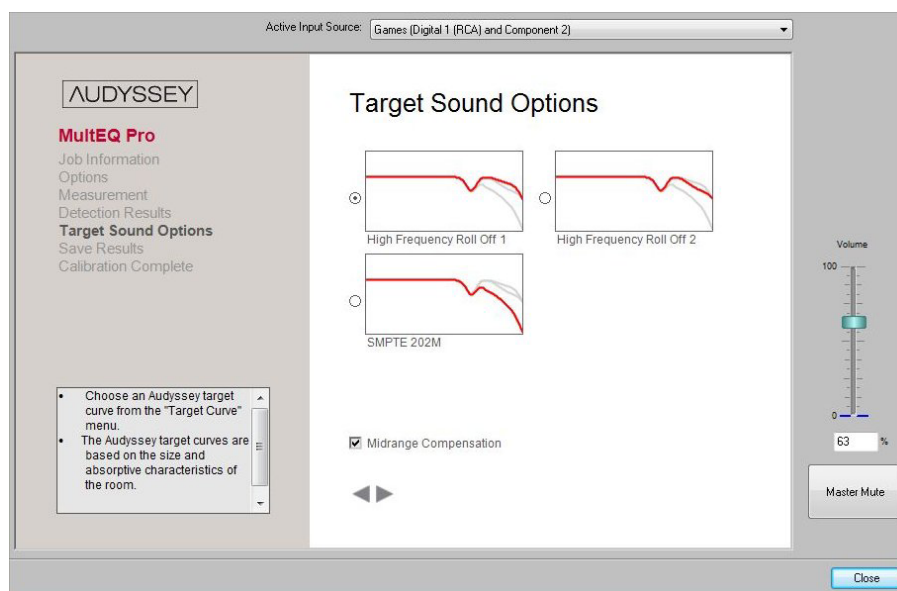 Active Input Source: Games (Digital 1 (RCA) and Component 2)
AUDYSSEY
MultEQ Pro
Job Information
Options
Measurement
Detection Results
Target Sound Options
Save Results
Calibration Complete
• Choose an Audyssey target
curve from the "Target Curve"
menu.
• The Audyssey target curves are
based on the size and
absorptive characteristics of
the room.
Target Sound Options
High Frequency Roll Off 1
High Frequency Roll Off 2
SMPTE 202M
Midrange Compensation
Volume
100
0
63 %
Master Mute
Close